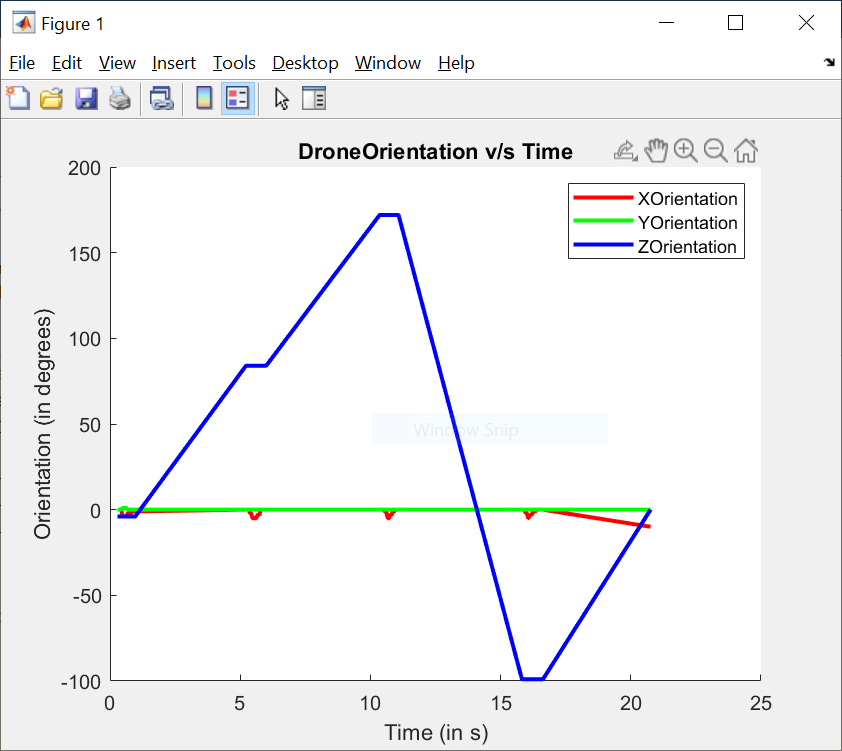 Figure 1
File Edit View Insert Tools Desktop Window Help
DroneOrientation v/s Time
XOrientation
YOrientation
ZOrientation
200
150
100
50
0
-50
-100
Orientation (in degrees)
Window Snip
0 5 10 15 20 25
Time (in s)